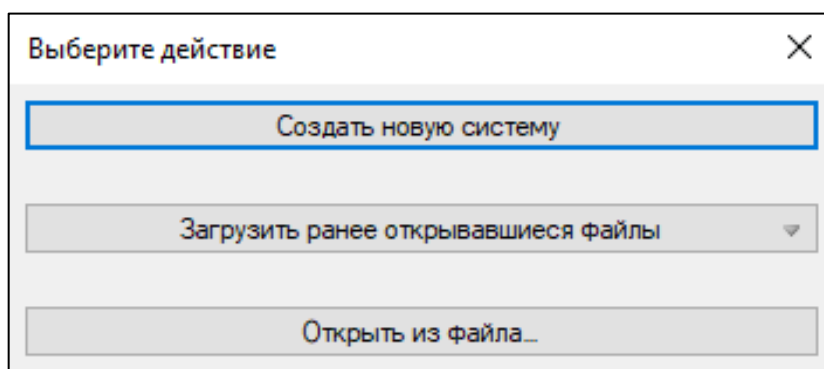 Выберите действие
Создать новую систему
Загрузить ранее открывавшиеся файлы
Открыть из файла...